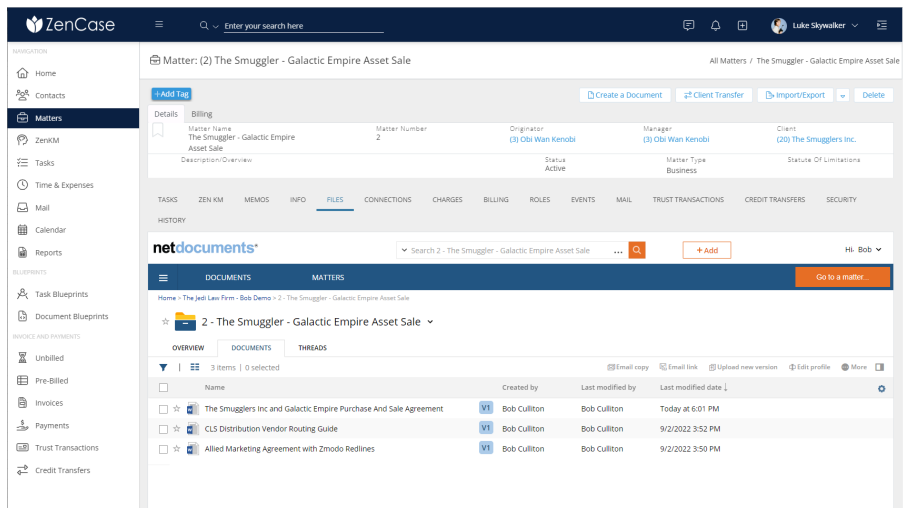 ZenCase
Enter your search here
Luke Skywalker
NAVIGATION
Home
Contacts
Matters
ZenKM
Tasks
Time & Expenses
Mail
Calendar
Reports
BLUEPRINTS
Task Blueprints
Document Blueprints
INVOICE AND PAYMENTS
Unbilled
Pre-Billed
Invoices
Payments
Trust Transactions
Credit Transfers
Matter: (2) The Smuggler - Galactic Empire Asset Sale
All Matters / The Smuggler - Galactic Empire Asset Sale
+Add Tag
Create a Document Client Transfer Import/Export Delete
Details Billing
Matter Name Matter Number Originator Manager Client
The Smuggler - Galactic Empire 2 (3) Obi Wan Kenobi (3) Obi Wan Kenobi (20) The Smugglers Inc.
Asset Sale
Description/Overview Status Matter Type Statute Of Limitations
Active Business
TASKS ZEN KM MEMOS INFO FILES CONNECTIONS CHARGES BILLING ROLES EVENTS MAIL TRUST TRANSACTIONS CREDIT TRANSFERS SECURITY
HISTORY
netdocuments
Search 2 - The Smuggler - Galactic Empire Asset Sale ...
+ Add
Hi, Bob
DOCUMENTS MATTERS Go to a matter...
Home > The Jedi Law Firm - Bob Demo > 2 - The Smuggler - Galactic Empire Asset Sale
2 - The Smuggler - Galactic Empire Asset Sale
OVERVIEW DOCUMENTS THREADS
3 items | 0 selected Email copy Email link Upload new version Edit profile More
Name Created by Last modified by Last modified date ↓
The Smugglers Inc and Galactic Empire Purchase And Sale Agreement V1 Bob Culliton Bob Culliton Today at 6:01 PM
CLS Distribution Vendor Routing Guide V1 Bob Culliton Bob Culliton 9/2/2022 3:52 PM
Allied Marketing Agreement with Zmodo Redlines V1 Bob Culliton Bob Culliton 9/2/2022 3:50 PM